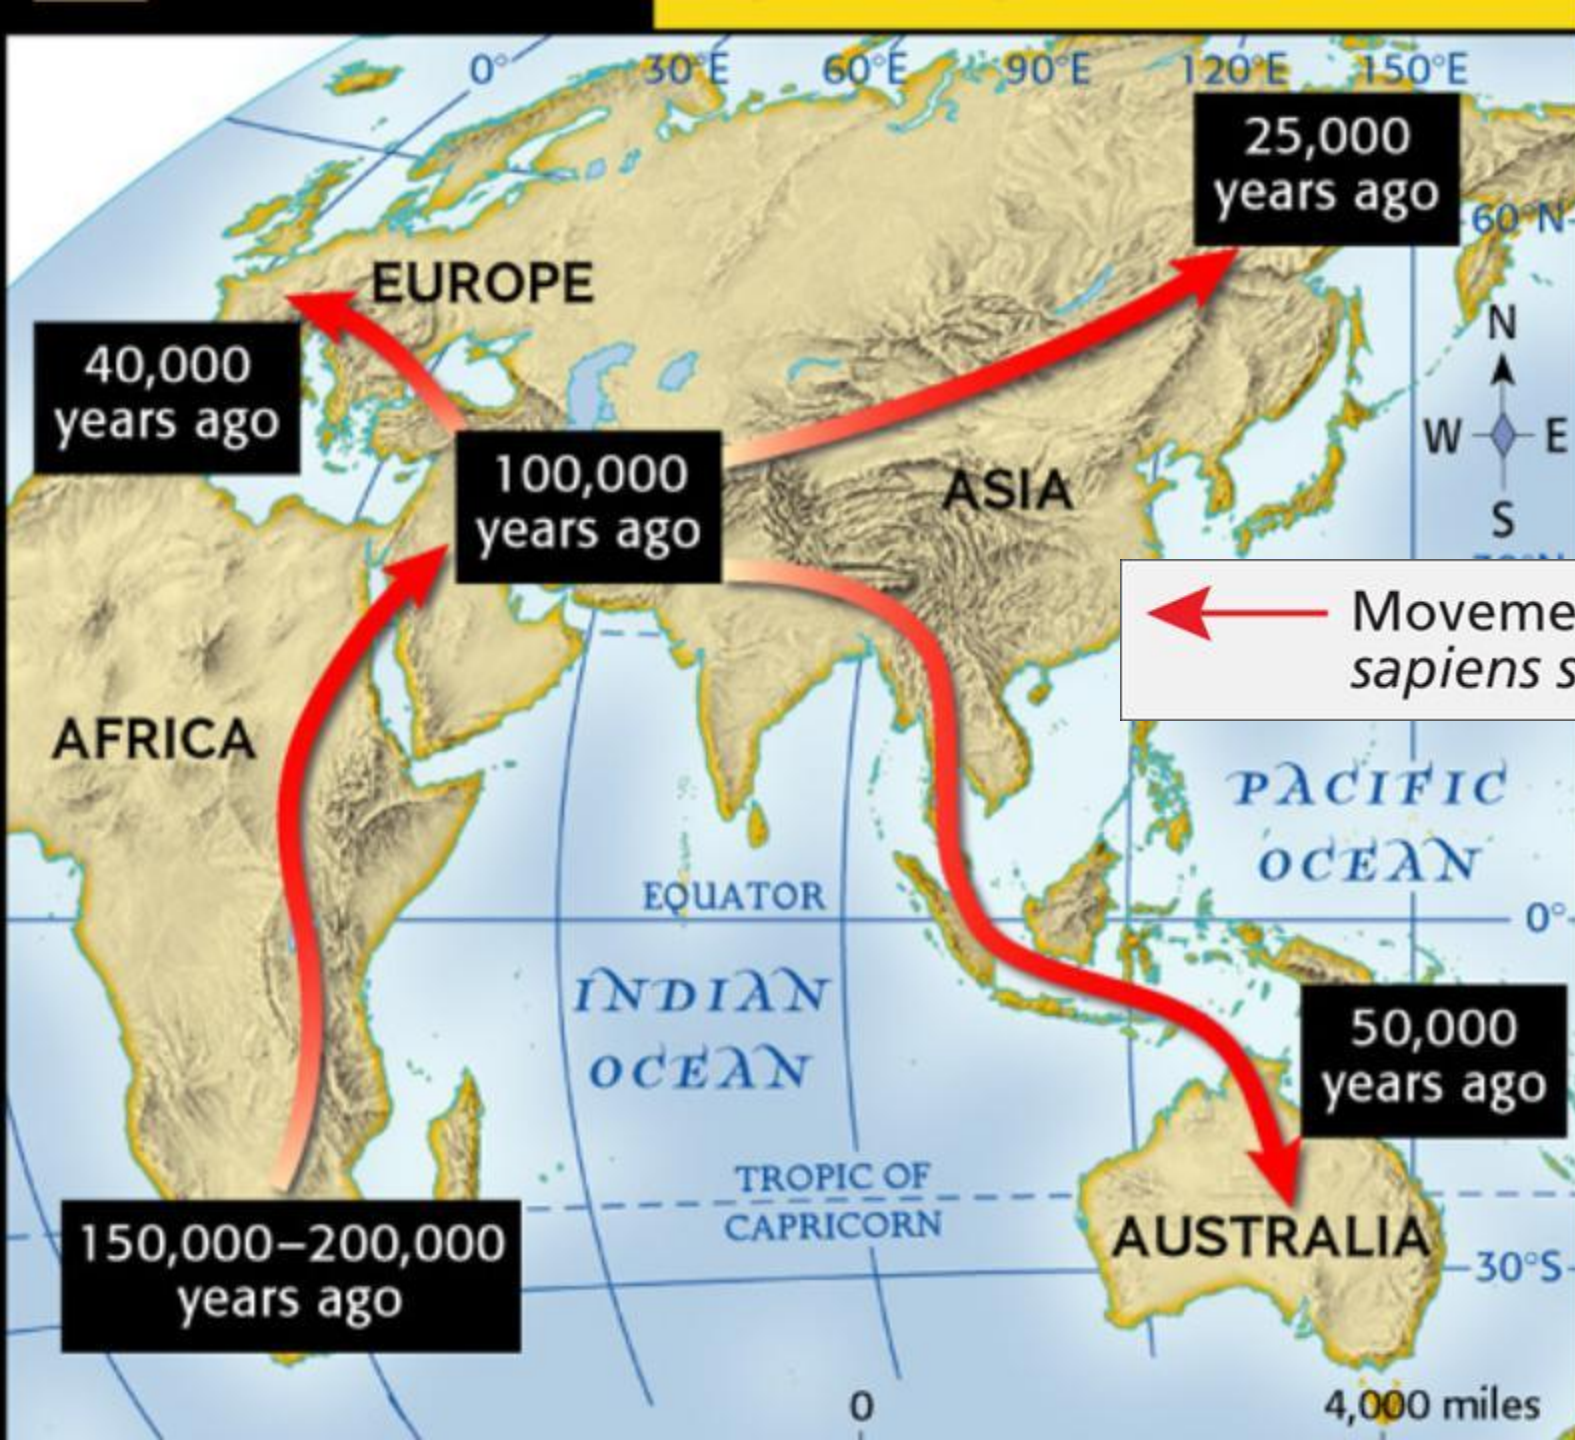 0° 30°E 60°E 90°E 120°E 150°E
25,000
years ago
60°N
EUROPE
N
40,000
years ago
W E
100,000
years ago
ASIA
S
Moveme
sapiens s
AFRICA
PACIFIC
OCEAN
EQUATOR
0°
INDIAN
OCEAN
50,000
years ago
TROPIC OF
CAPRICORN
150,000–200,000
years ago
AUSTRALIA
30°S
0 4,000 miles